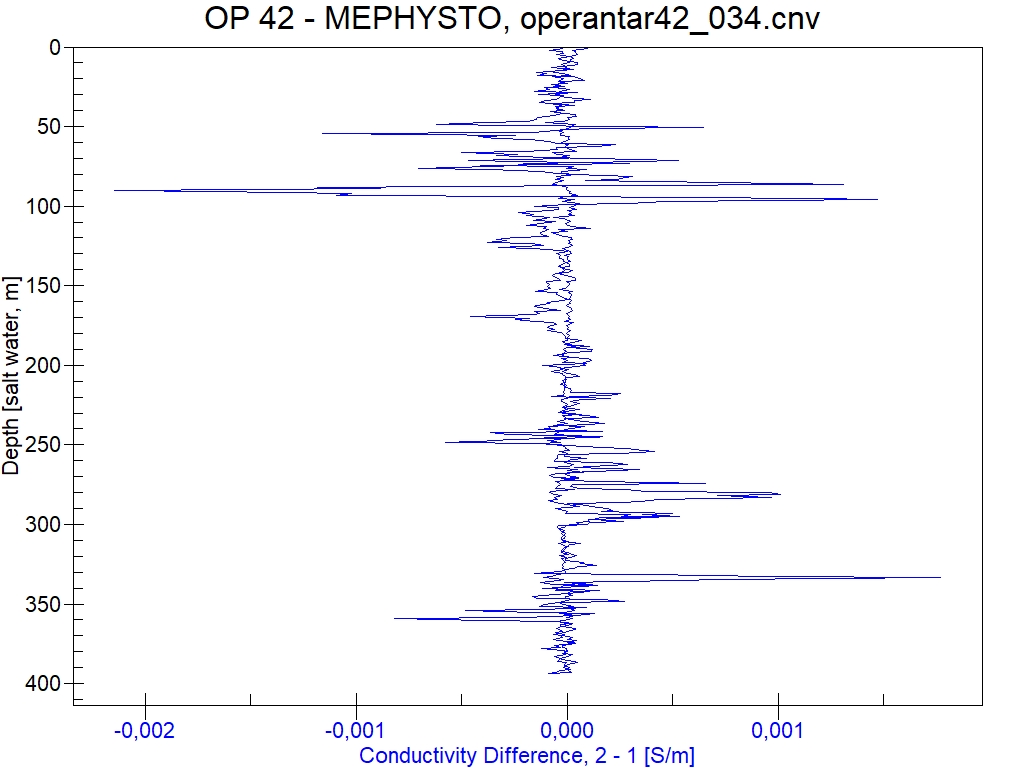 OP 42 - MEPHYSTO, operantar42_034.cnv
0
50
100
150
200
250
300
350
400
Depth [salt water, m]
-0,002 -0,001 0,000 0,001
Conductivity Difference, 2 - 1 [S/m]